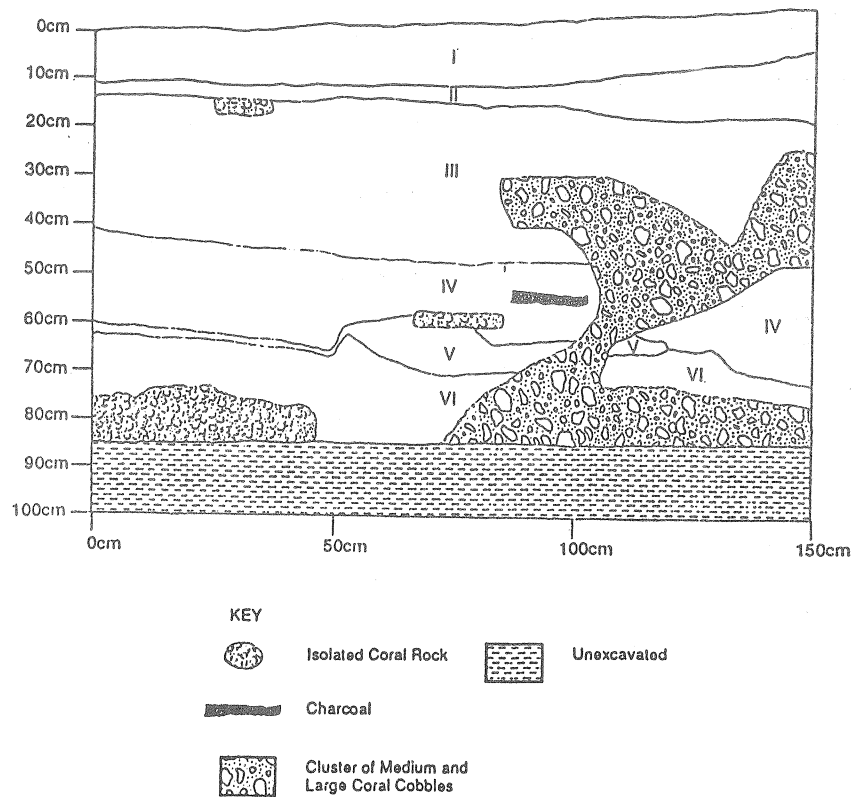 0cm
10cm
20cm
30cm
40cm
50cm
60cm
70cm
80cm
90cm
100cm
I
II
III
IV
IV
V
V
VI
VI
0cm
50cm
100cm
150cm
KEY
Isolated Coral Rock
Unexcavated
Charcoal
Cluster of Medium and
Large Coral Cobbles